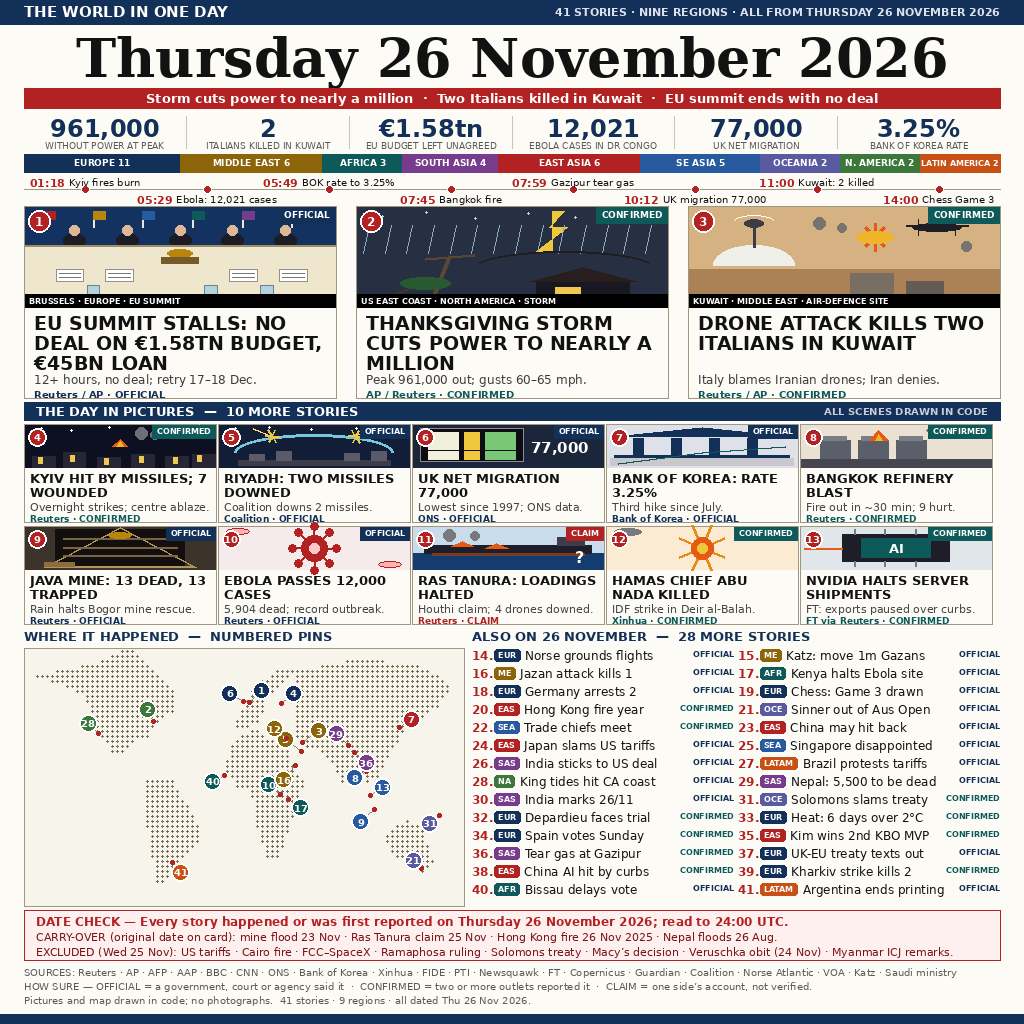 THE WORLD IN ONE DAY
41 STORIES · NINE REGIONS · ALL FROM THURSDAY 26 NOVEMBER 2026
Thursday 26 November 2026
Storm cuts power to nearly a million · Two Italians killed in Kuwait · EU summit ends with no deal
961,000
WITHOUT POWER AT PEAK
2
ITALIANS KILLED IN KUWAIT
€1.58tn
EU BUDGET LEFT UNAGREED
12,021
EBOLA CASES IN DR CONGO
77,000
UK NET MIGRATION
3.25%
BANK OF KOREA RATE
EUROPE 11
MIDDLE EAST 6
AFRICA 3
SOUTH ASIA 4
EAST ASIA 6
SE ASIA 5
OCEANIA 2
N. AMERICA 2
LATIN AMERICA 2
01:18 Kyiv fires burn
05:49 BOK rate to 3.25%
07:59 Gazipur tear gas
11:00 Kuwait: 2 killed
05:29 Ebola: 12,021 cases
07:45 Bangkok fire
10:12 UK migration 77,000
14:00 Chess Game 3
1
OFFICIAL
BRUSSELS · EUROPE · EU SUMMIT
EU SUMMIT STALLS: NO
DEAL ON €1.58TN BUDGET,
€45BN LOAN
12+ hours, no deal; retry 17–18 Dec.
Reuters / AP · OFFICIAL
2
CONFIRMED
US EAST COAST · NORTH AMERICA · STORM
THANKSGIVING STORM
CUTS POWER TO NEARLY A
MILLION
Peak 961,000 out; gusts 60–65 mph.
AP / Reuters · CONFIRMED
3
CONFIRMED
KUWAIT · MIDDLE EAST · AIR-DEFENCE SITE
DRONE ATTACK KILLS TWO
ITALIANS IN KUWAIT
Italy blames Iranian drones; Iran denies.
Reuters / AP · CONFIRMED
THE DAY IN PICTURES — 10 MORE STORIES
ALL SCENES DRAWN IN CODE
4
CONFIRMED
KYIV HIT BY MISSILES; 7
WOUNDED
Overnight strikes; centre ablaze.
Reuters · CONFIRMED
5
OFFICIAL
RIYADH: TWO MISSILES
DOWNED
Coalition downs 2 missiles.
Coalition · OFFICIAL
6
OFFICIAL
77,000
UK NET MIGRATION
77,000
Lowest since 1997; ONS data.
ONS · OFFICIAL
7
OFFICIAL
BANK OF KOREA: RATE
3.25%
Third hike since July.
Bank of Korea · OFFICIAL
8
CONFIRMED
BANGKOK REFINERY
BLAST
Fire out in ~30 min; 9 hurt.
Reuters · CONFIRMED
9
OFFICIAL
JAVA MINE: 13 DEAD, 13
TRAPPED
Rain halts Bogor mine rescue.
Reuters · OFFICIAL
10
OFFICIAL
EBOLA PASSES 12,000
CASES
5,904 dead; record outbreak.
Reuters · OFFICIAL
11
CLAIM
?
RAS TANURA: LOADINGS
HALTED
Houthi claim; 4 drones downed.
Reuters · CLAIM
12
CONFIRMED
HAMAS CHIEF ABU
NADA KILLED
IDF strike in Deir al-Balah.
Xinhua · CONFIRMED
13
CONFIRMED
AI
NVIDIA HALTS SERVER
SHIPMENTS
FT: exports paused over curbs.
FT via Reuters · CONFIRMED
WHERE IT HAPPENED — NUMBERED PINS
6
1
4
2
28
7
12
3
29
36
40
10
16
8
13
17
9
31
21
41
ALSO ON 26 NOVEMBER — 28 MORE STORIES
14. EUR Norse grounds flights OFFICIAL
15. ME Katz: move 1m Gazans OFFICIAL
16. ME Jazan attack kills 1 OFFICIAL
17. AFR Kenya halts Ebola site OFFICIAL
18. EUR Germany arrests 2 OFFICIAL
19. EUR Chess: Game 3 drawn OFFICIAL
20. EAS Hong Kong fire year CONFIRMED
21. OCE Sinner out of Aus Open OFFICIAL
22. SEA Trade chiefs meet CONFIRMED
23. EAS China may hit back OFFICIAL
24. EAS Japan slams US tariffs OFFICIAL
25. SEA Singapore disappointed OFFICIAL
26. SAS India sticks to US deal OFFICIAL
27. LATAM Brazil protests tariffs OFFICIAL
28. NA King tides hit CA coast OFFICIAL
29. SAS Nepal: 5,500 to be dead OFFICIAL
30. SAS India marks 26/11 OFFICIAL
31. OCE Solomons slams treaty CONFIRMED
32. EUR Depardieu faces trial CONFIRMED
33. EUR Heat: 6 days over 2°C CONFIRMED
34. EUR Spain votes Sunday OFFICIAL
35. EAS Kim wins 2nd KBO MVP CONFIRMED
36. SAS Tear gas at Gazipur CONFIRMED
37. EUR UK-EU treaty texts out OFFICIAL
38. EAS China AI hit by curbs CONFIRMED
39. EUR Kharkiv strike kills 2 CONFIRMED
40. AFR Bissau delays vote OFFICIAL
41. LATAM Argentina ends printing OFFICIAL
DATE CHECK — Every story happened or was first reported on Thursday 26 November 2026; read to 24:00 UTC.
CARRY-OVER (original date on card): mine flood 23 Nov · Ras Tanura claim 25 Nov · Hong Kong fire 26 Nov 2025 · Nepal floods 26 Aug.
EXCLUDED (Wed 25 Nov): US tariffs · Cairo fire · FCC–SpaceX · Ramaphosa ruling · Solomons treaty · Macy's decision · Veruschka obit (24 Nov) · Myanmar ICJ remarks.
SOURCES: Reuters · AP · AFP · AAP · BBC · CNN · ONS · Bank of Korea · Xinhua · FIDE · PTI · Newsquawk · FT · Copernicus · Guardian · Coalition · Norse Atlantic · VOA · Katz · Saudi ministry
HOW SURE — OFFICIAL = a government, court or agency said it · CONFIRMED = two or more outlets reported it · CLAIM = one side's account, not verified.
Pictures and map drawn in code; no photographs. 41 stories · 9 regions · all dated Thu 26 Nov 2026.